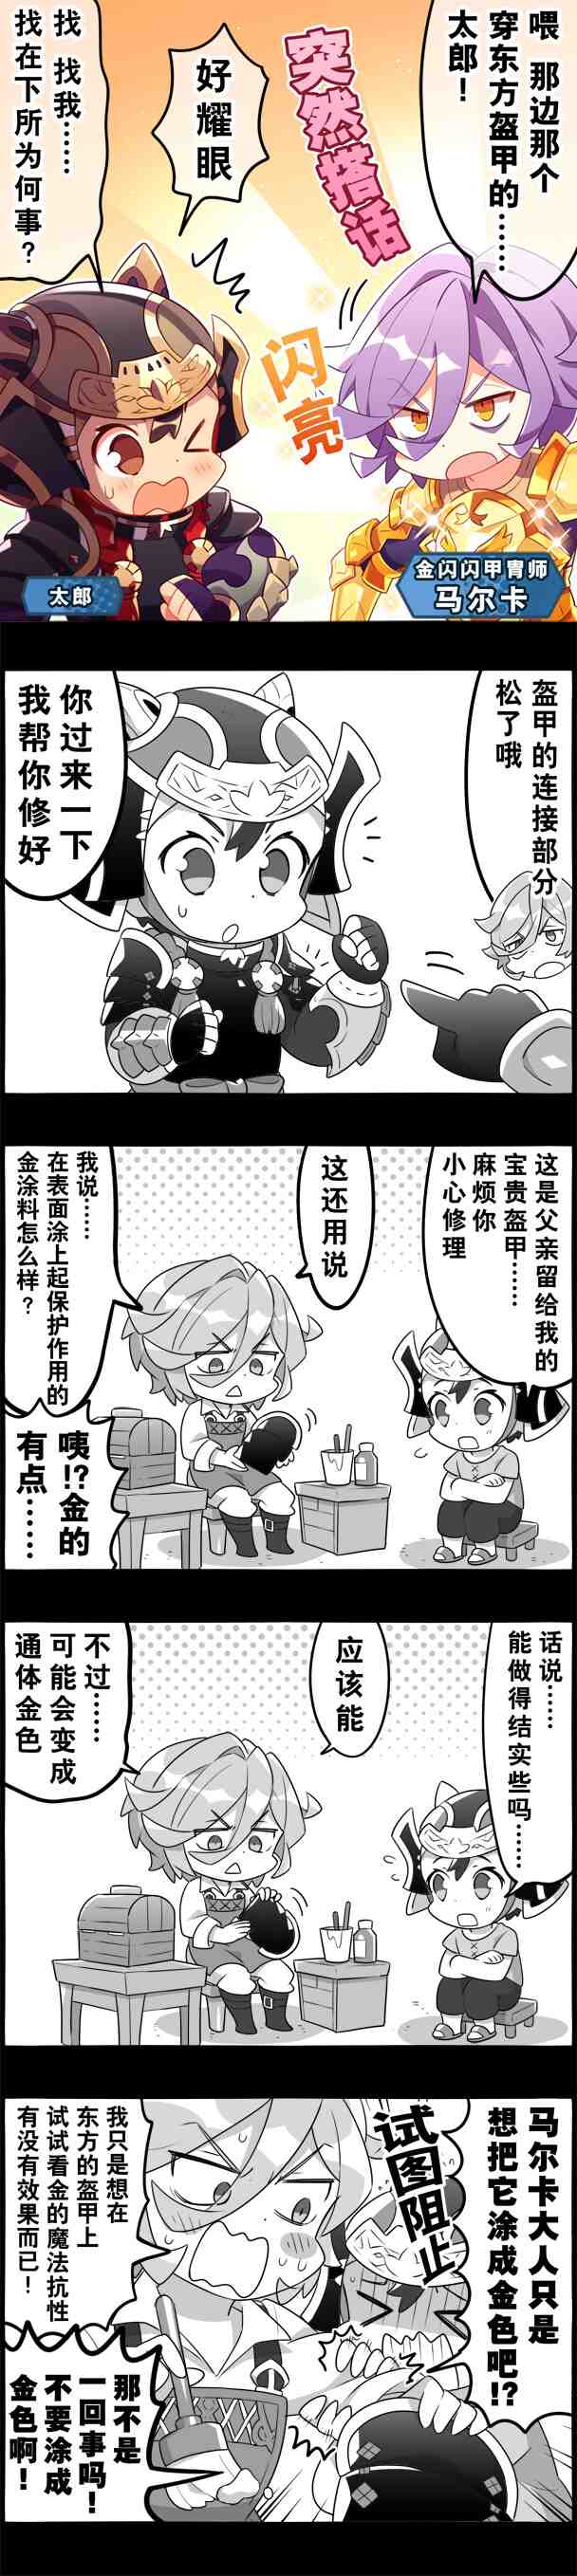 喂 那边那个
穿东方盔甲的……
太郎！
突然搭话
好耀眼
找 找我……
找在下所为何事？
闪亮
金闪闪甲胄师
马尔卡
太郎
盔甲的连接部分
松了哦
你过来一下
我帮你修好
这是父亲留给我的
宝贵盔甲……
麻烦你
小心修理
这还用说
我说……
在表面涂上起保护作用的
金涂料怎么样？
咦!?金的
有点……
话说……
能做得结实些吗……
应该能
不过……
可能会变成
通体金色
马尔卡大人只是
想把它涂成金色吧!?
试图阻止
我只是想在
东方的盔甲上
试试看金的魔法抗性
有没有效果而已！
那不是
一回事吗！
不要涂成
金色啊！